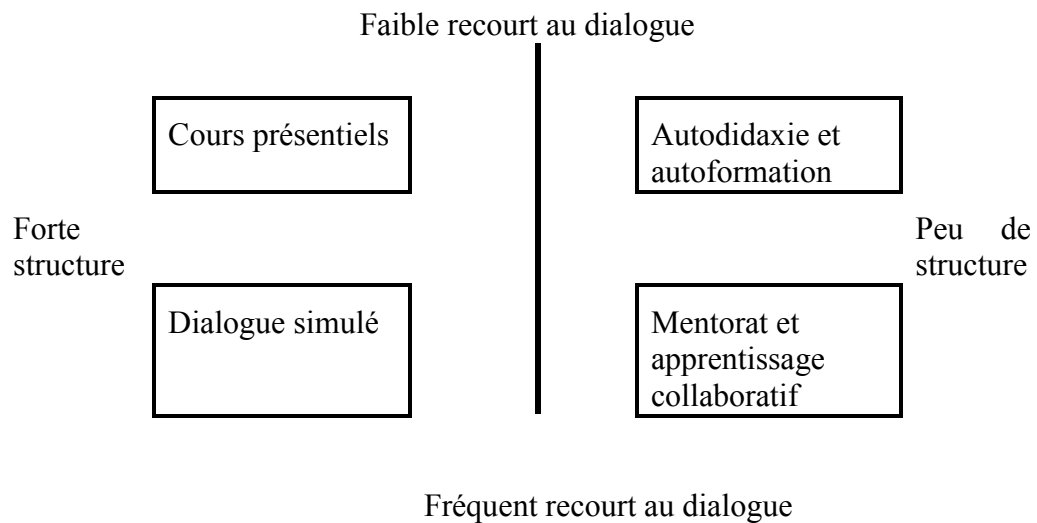 Faible recourt au dialogue
Cours présentiels
Autodidaxie et
autoformation
Forte
structure
Peu de
structure
Dialogue simulé
Mentorat et
apprentissage
collaboratif
Fréquent recourt au dialogue